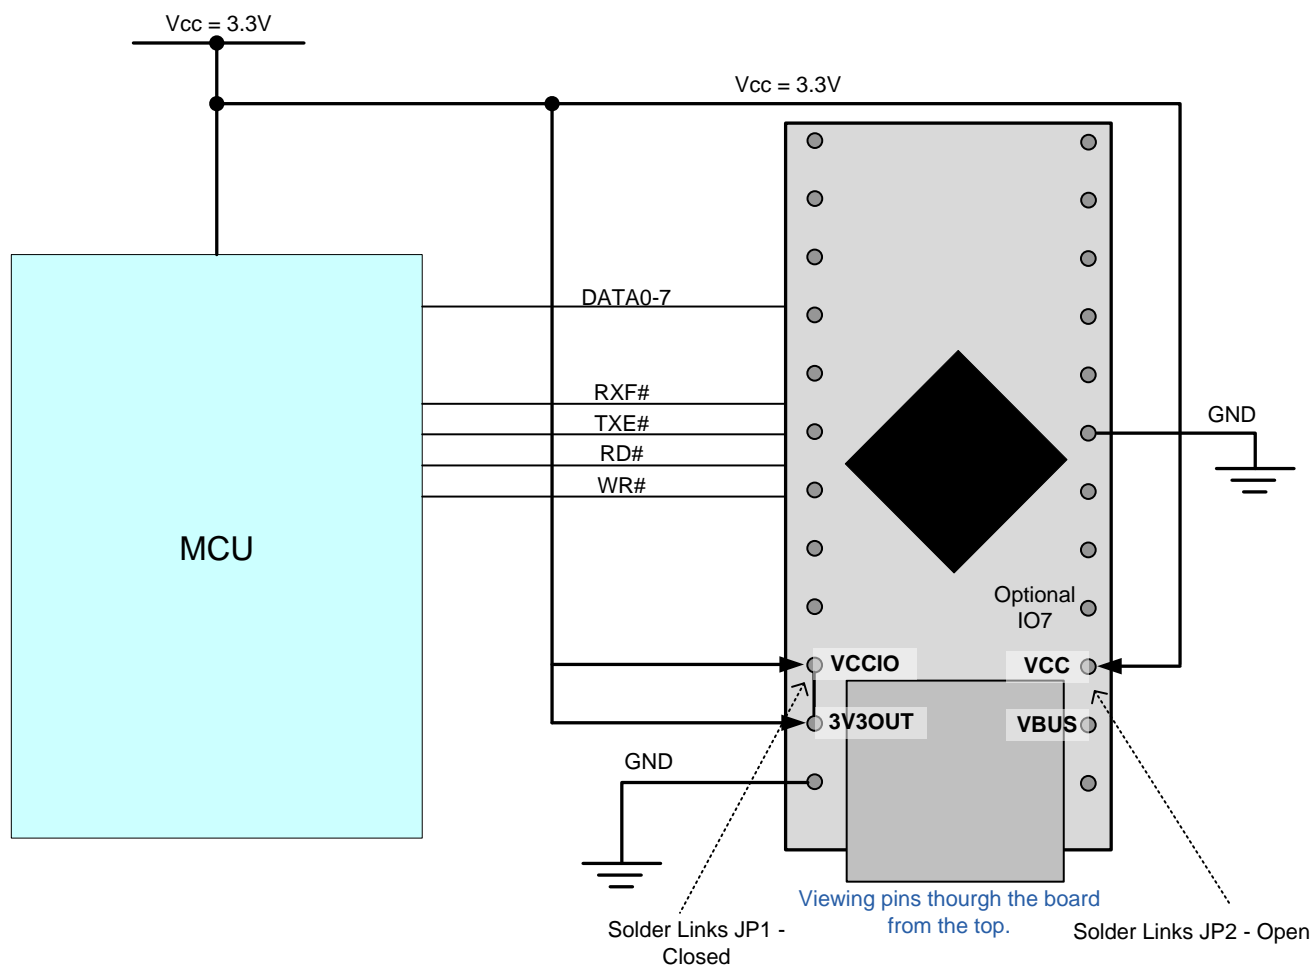 Vcc = 3.3V
Vcc = 3.3V
DATA0-7
RXF#
TXE#
RD#
WR#
GND
MCU
Optional
IO7
VCCIO
VCC
3V3OUT
VBUS
GND
Viewing pins thourgh the board
from the top.
Solder Links JP1 -
Closed
Solder Links JP2 - Open